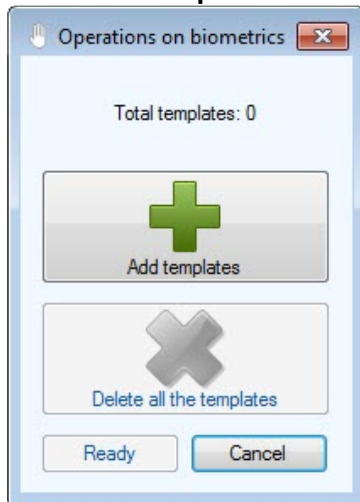 Operations on biometrics
Total templates: 0
Add templates
Delete all the templates
Ready Cancel